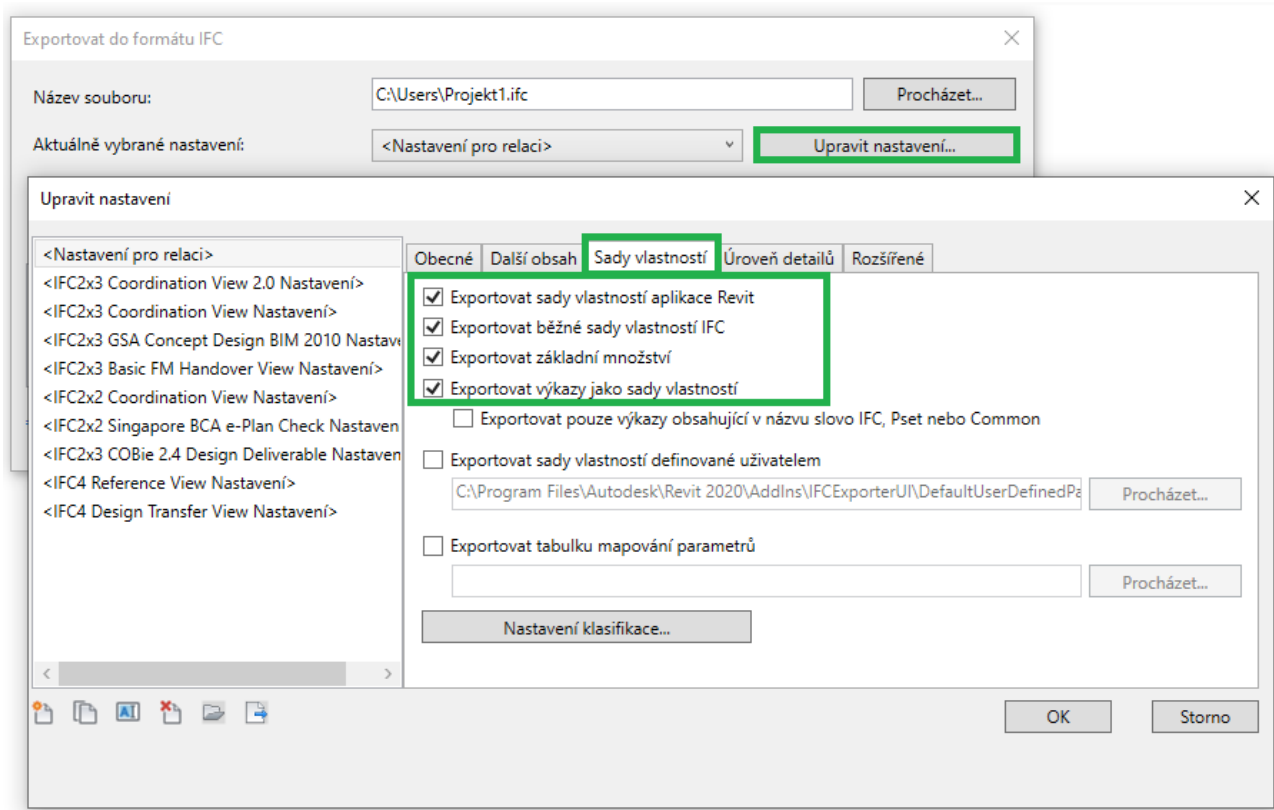 Exportovat do formátu IFC
Název souboru:
C:\Users\Projekt1.ifc
Procházet...
Aktuálně vybrané nastavení:
<Nastavení pro relaci>
Upravit nastavení...
Upravit nastavení
<Nastavení pro relaci>
<IFC2x3 Coordination View 2.0 Nastavení>
<IFC2x3 Coordination View Nastavení>
<IFC2x3 GSA Concept Design BIM 2010 Nastave
<IFC2x3 Basic FM Handover View Nastavení>
<IFC2x2 Coordination View Nastavení>
<IFC2x2 Singapore BCA e-Plan Check Nastaven
<IFC2x3 COBie 2.4 Design Deliverable Nastaven
<IFC4 Reference View Nastavení>
<IFC4 Design Transfer View Nastavení>
Obecné
Další obsah
Sady vlastností
Úroveň detailů
Rozšířené
Exportovat sady vlastností aplikace Revit
Exportovat běžné sady vlastností IFC
Exportovat základní množství
Exportovat výkazy jako sady vlastností
Exportovat pouze výkazy obsahující v názvu slovo IFC, Pset nebo Common
Exportovat sady vlastností definované uživatelem
C:\Program Files\Autodesk\Revit 2020\AddIns\IFCExporterUI\DefaultUserDefinedPa
Procházet...
Exportovat tabulku mapování parametrů
Procházet...
Nastavení klasifikace...
OK
Storno